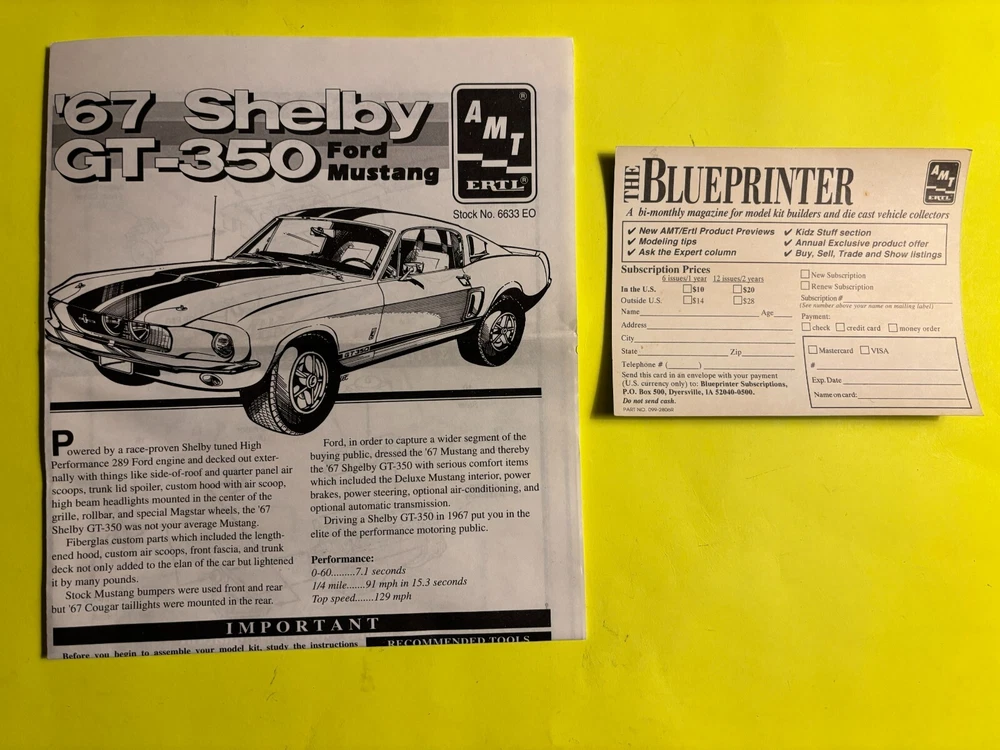 '67 Shelby
GT-350 Ford
Mustang
AMT
®
ERTL®
Stock No. 6633 EO
GT 350
Powered by a race-proven Shelby tuned High
Performance 289 Ford engine and decked out exter-
nally with things like side-of-roof and quarter panel air
scoops, trunk lid spoiler, custom hood with air scoop,
high beam headlights mounted in the center of the
grille, rollbar, and special Magstar wheels, the '67
Shelby GT-350 was not your average Mustang.
Fiberglas custom parts which included the length-
ened hood, custom air scoops, front fascia, and trunk
deck not only added to the elan of the car but lightened
it by many pounds.
Stock Mustang bumpers were used front and rear
but '67 Cougar taillights were mounted in the rear.
Ford, in order to capture a wider segment of the
buying public, dressed the '67 Mustang and thereby
the '67 Shgelby GT-350 with serious comfort items
which included the Deluxe Mustang interior, power
brakes, power steering, optional air-conditioning, and
optional automatic transmission.
Driving a Shelby GT-350 in 1967 put you in the
elite of the performance motoring public.
Performance:
0-60.........7.1 seconds
1/4 mile.......91 mph in 15.3 seconds
Top speed.......129 mph
IMPORTANT
Before you begin to assemble your model kit, study the instructions
RECOMMENDED TOOLS
THE BLUEPRINTER
AMT
ERTL
A bi-monthly magazine for model kit builders and die cast vehicle collectors
✔ New AMT/Ertl Product Previews ✔ Kidz Stuff section
✔ Modeling tips ✔ Annual Exclusive product offer
✔ Ask the Expert column ✔ Buy, Sell, Trade and Show listings
Subscription Prices
6 issues/1 year 12 issues/2 years
In the U.S. $10 $20
Outside U.S. $14 $28
Name Age
Address
City
State Zip
Telephone # ( )
Send this card in an envelope with your payment
(U.S. currency only) to: Blueprinter Subscriptions,
P.O. Box 500, Dyersville, IA 52040-0500.
Do not send cash.
PART NO. D99-280NR
New Subscription
Renew Subscription
Subscription #
(See number above your name on mailing label)
Payment:
check credit card money order
Mastercard VISA
#
Exp. Date
Name on card: